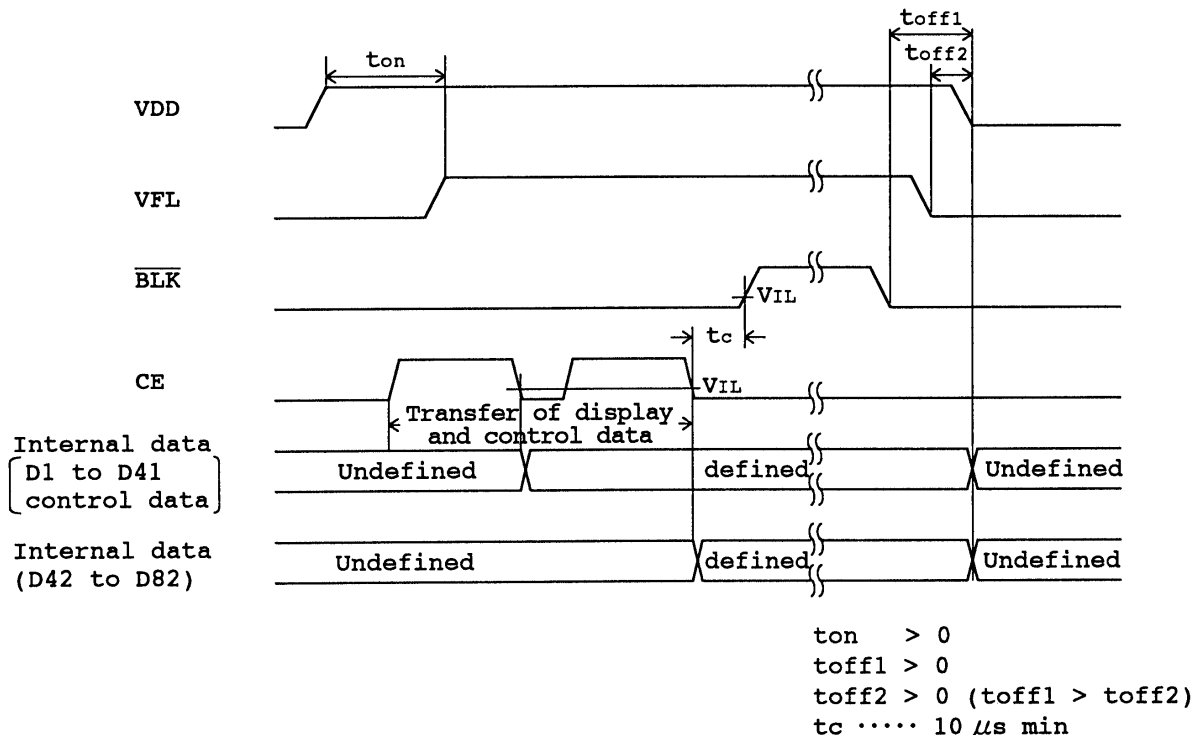 toff1
ton
toff2
VDD
VFL
BLK
VIL
tc
CE
VIL
Transfer of display
and control data
Internal data
D1 to D41
control data
Undefined
defined
Undefined
Internal data
(D42 to D82)
Undefined
defined
Undefined
ton > 0
toff1 > 0
toff2 > 0 (toff1 > toff2)
tc ····· 10 μs min